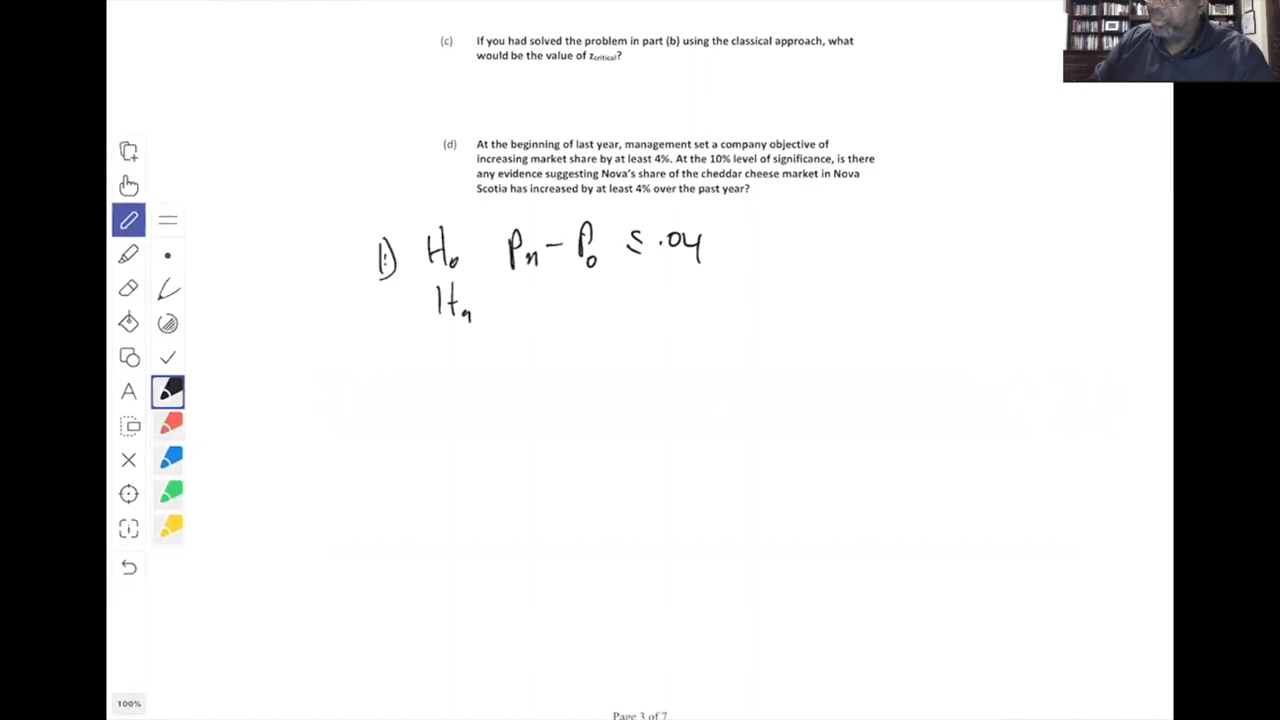 (c) If you had solved the problem in part (b) using the classical approach, what
would be the value of zcritical?
(d) At the beginning of last year, management set a company objective of
increasing market share by at least 4%. At the 10% level of significance, is there
any evidence suggesting Nova's share of the cheddar cheese market in Nova
Scotia has increased by at least 4% over the past year?
1) H₀ Pₙ - P₀ ≤ .04
Hₐ
A
100%
Page 3 of 7